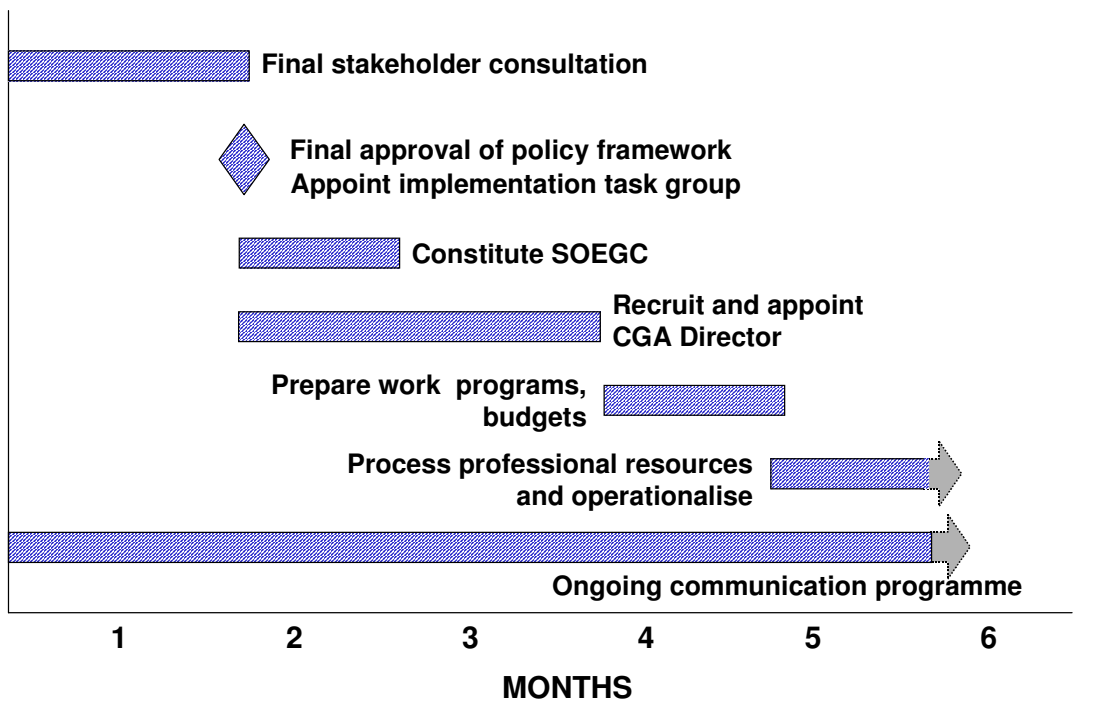 Final stakeholder consultation
Final approval of policy framework
Appoint implementation task group
Constitute SOEGC
Recruit and appoint
CGA Director
Prepare work programs,
budgets
Process professional resources
and operationalise
Ongoing communication programme
1 2 3 4 5 6
MONTHS